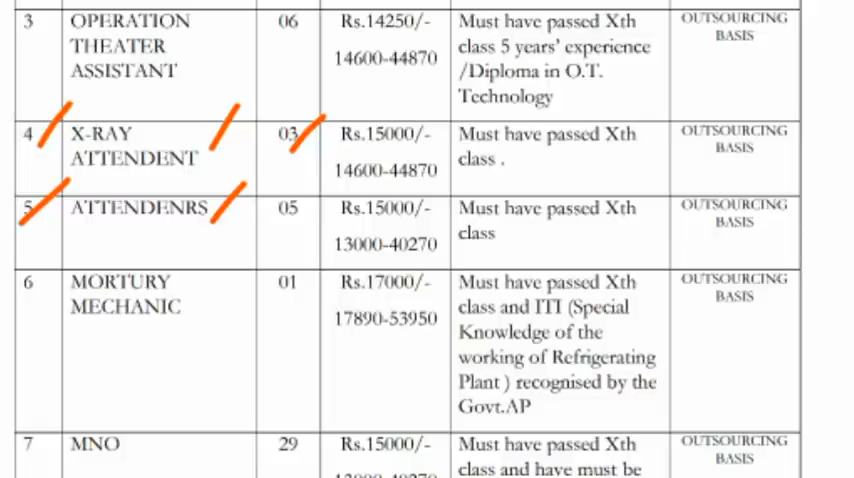 3 OPERATION 06 Rs.14250/- Must have passed Xth OUTSOURCING
THEATER class 5 years' experience BASIS
ASSISTANT 14600-44870 /Diploma in O.T.
Technology
4 X-RAY 03 Rs.15000/- Must have passed Xth OUTSOURCING
ATTENDENT 14600-44870 class . BASIS
5 ATTENDENRS 05 Rs.15000/- Must have passed Xth OUTSOURCING
13000-40270 class BASIS
6 MORTURY 01 Rs.17000/- Must have passed Xth OUTSOURCING
MECHANIC 17890-53950 class and ITI (Special BASIS
Knowledge of the
working of Refrigerating
Plant ) recognised by the
Govt.AP
7 MNO 29 Rs.15000/- Must have passed Xth OUTSOURCING
class and have must be BASIS